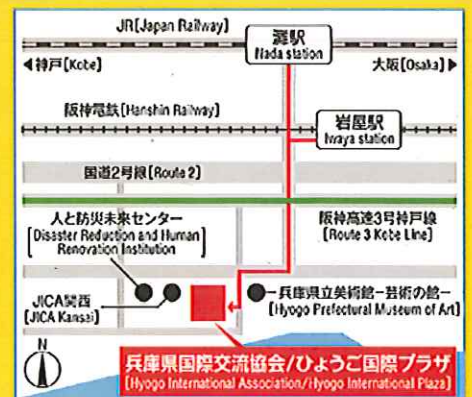 JR[Japan Railway]
灘駅
Nada station
◀神戸[Kobe]
大阪[Osaka]▶
阪神電鉄[Hanshin Railway]
岩屋駅
Iwaya station
国道2号線[Route 2]
人と防災未来センター
[Disaster Reduction and Human
Renovation Institution]
阪神高速3号神戸線
[Route 3 Kobe Line]
JICA関西
[JICA Kansai]
兵庫県立美術館-芸術の館-
[Hyogo Prefectural Museum of Art]
N
兵庫県国際交流協会/ひょうご国際プラザ
[Hyogo International Association/Hyogo International Plaza]